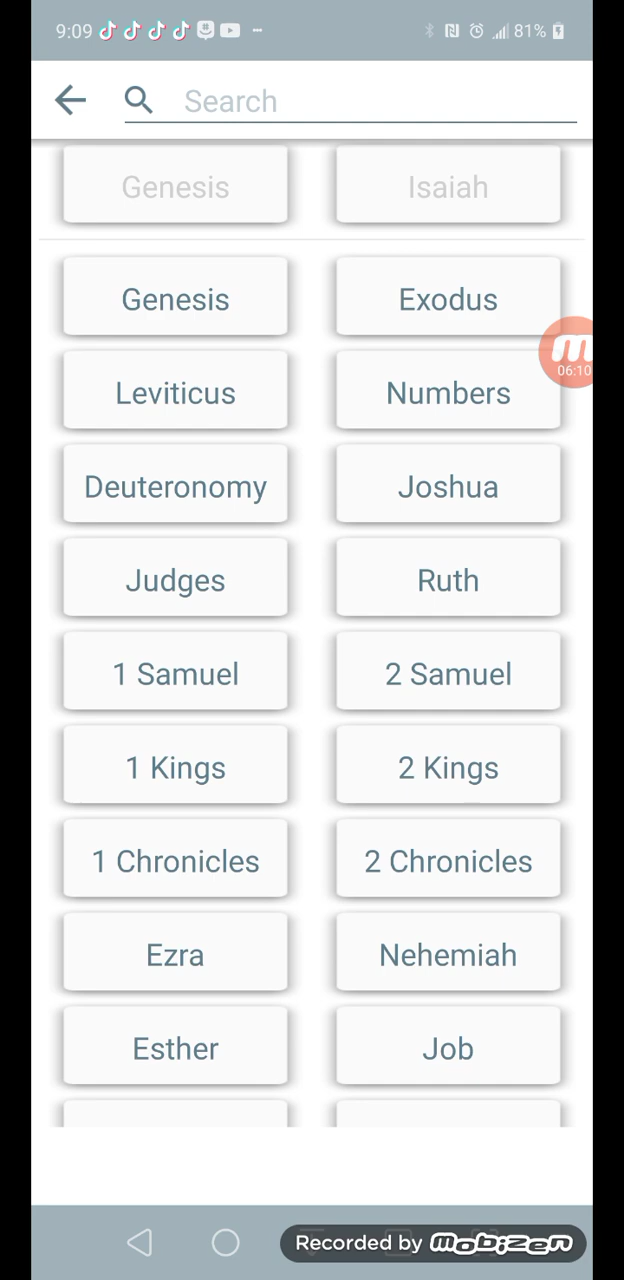 9:09 81%
Search
Genesis Isaiah
Genesis Exodus
06:10
Leviticus Numbers
Deuteronomy Joshua
Judges Ruth
1 Samuel 2 Samuel
1 Kings 2 Kings
1 Chronicles 2 Chronicles
Ezra Nehemiah
Esther Job
Recorded by mobizen